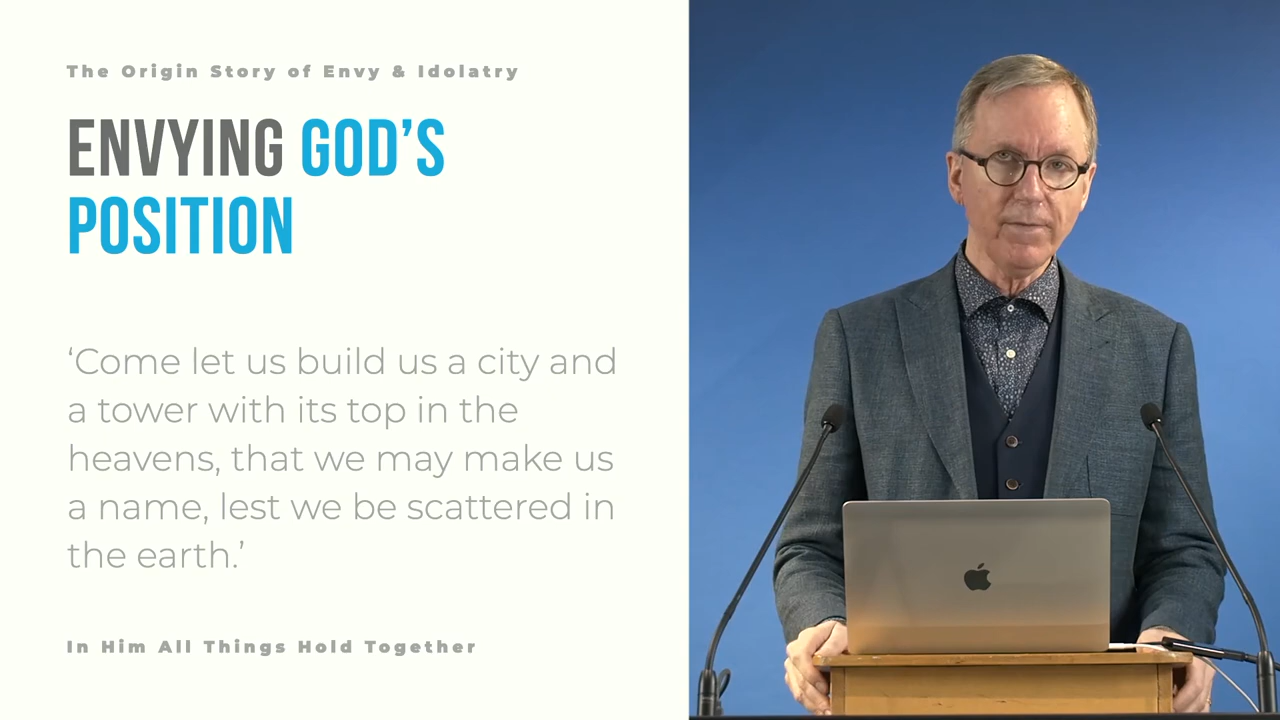 The Origin Story of Envy & Idolatry
ENVYING GOD’S
POSITION
‘Come let us build us a city and
a tower with its top in the
heavens, that we may make us
a name, lest we be scattered in
the earth.’
In Him All Things Hold Together